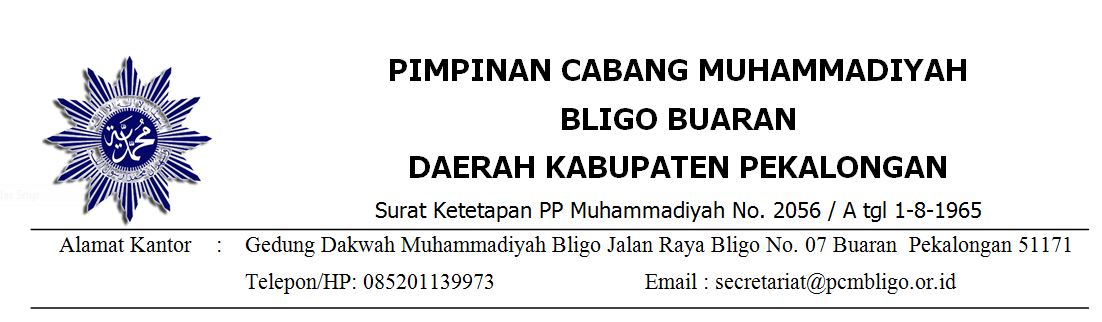 PIMPINAN CABANG MUHAMMADIYAH
BLIGO BUARAN
DAERAH KABUPATEN PEKALONGAN
Surat Ketetapan PP Muhammadiyah No. 2056 / A tgl 1-8-1965
Alamat Kantor : Gedung Dakwah Muhammadiyah Bligo Jalan Raya Bligo No. 07 Buaran Pekalongan 51171
Telepon/HP: 085201139973 Email : secretariat@pcmbligo.or.id